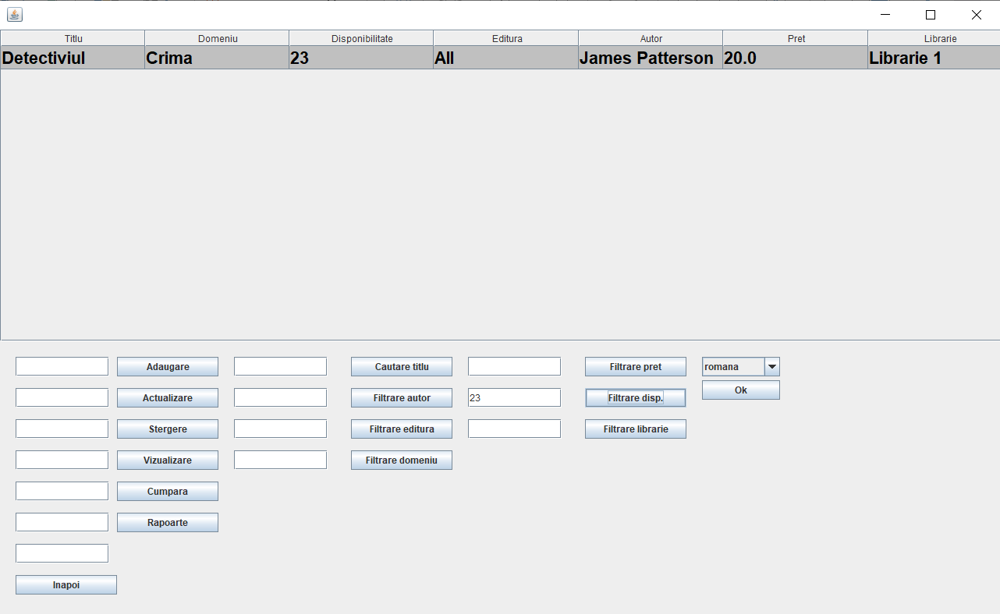 Titlu Domeniu Disponibilitate Editura Autor Pret Librarie
Detectiviul Crima 23 All James Patterson 20.0 Librarie 1
Adaugare Cautare titlu Filtrare pret romana
Ok
Actualizare Filtrare autor 23 Filtrare disp.
Stergere Filtrare editura Filtrare librarie
Vizualizare Filtrare domeniu
Cumpara
Rapoarte
Inapoi